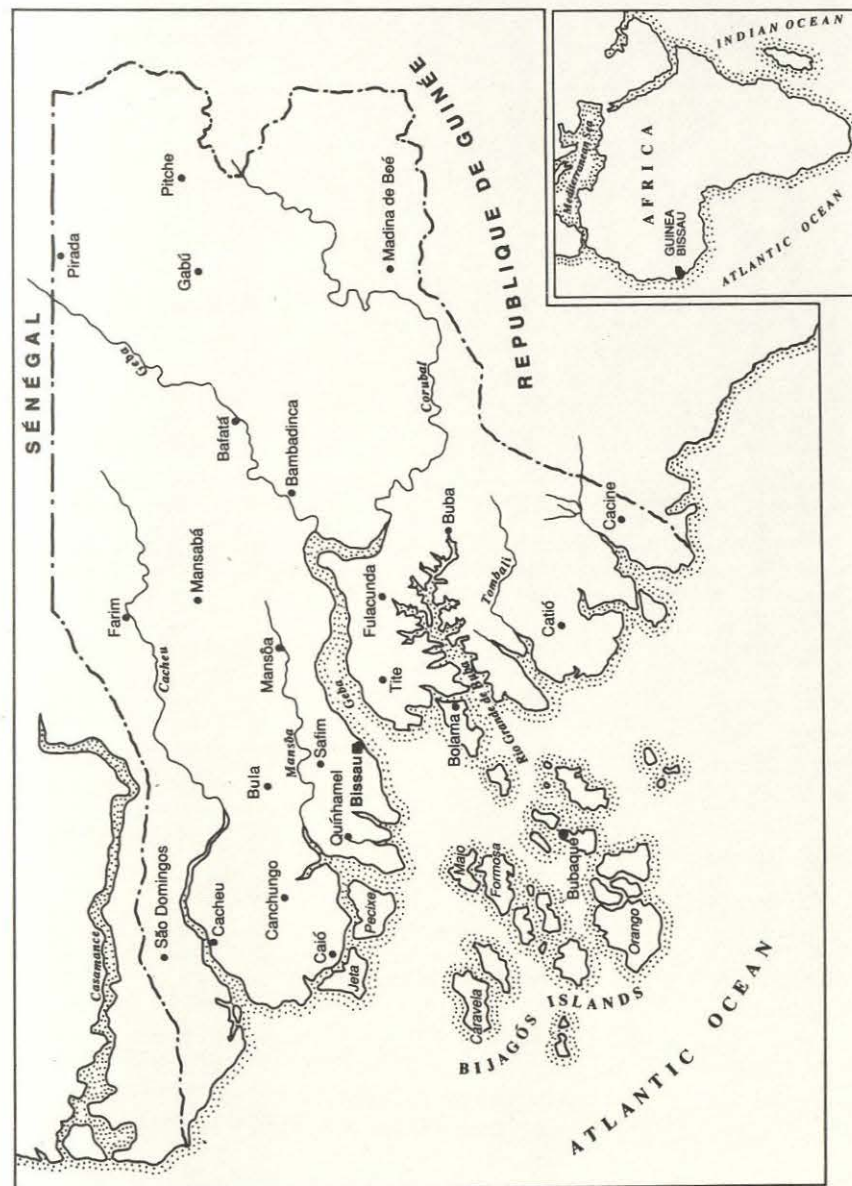 SÉNÉGAL
REPUBLIQUE DE GUINÉE
Pirada
Pitche
Gabú
Madina de Boé
Geba
Bafatá
Bambadinca
Corubal
Farim
Mansabá
Cacheu
Mansôa
Mansôa
Bula
Safim
Quínhamel
Bissau
Geba
Fulacunda
Tite
Buba
Bolama
Rio Grande de Buba
Tombali
Catió
Cacine
Casamance
São Domingos
Cacheu
Canchungo
Caió
Jeta
Pecixe
Maio
Formosa
Caravela
Bubaque
Orango
BIJAGÓS ISLANDS
ATLANTIC OCEAN
Mediterranean Sea
AFRICA
GUINEA
BISSAU
ATLANTIC OCEAN
INDIAN OCEAN